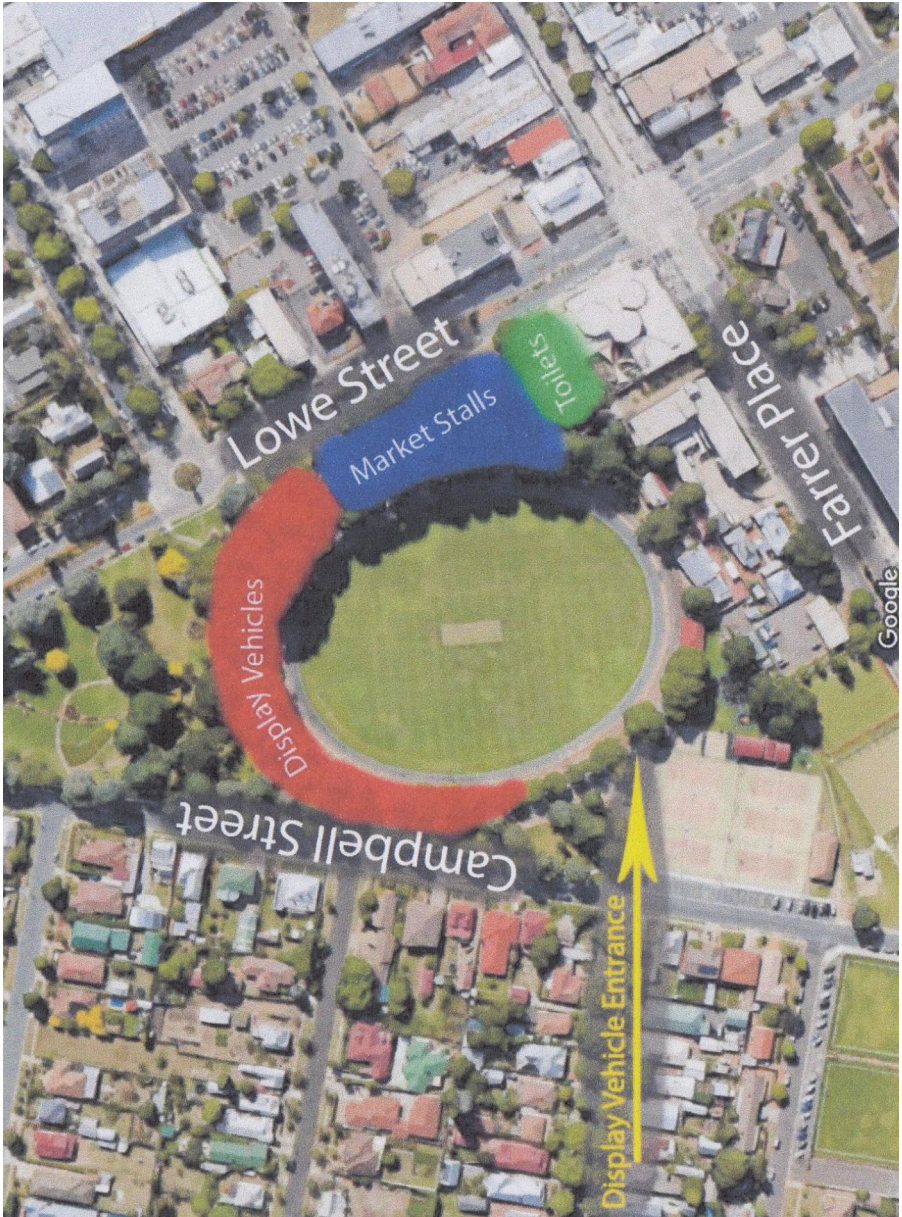 Lowe Street
Toilets
Market Stalls
Farrer Place
Display Vehicles
Google
Campbell Street
Display Vehicle Entrance